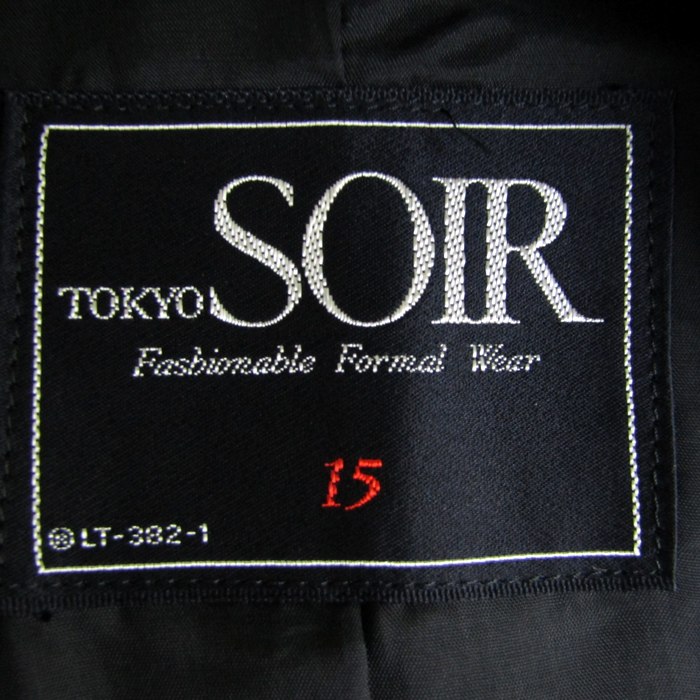 TOKYO SOIR
Fashionable Formal Wear
15
LT-382-1